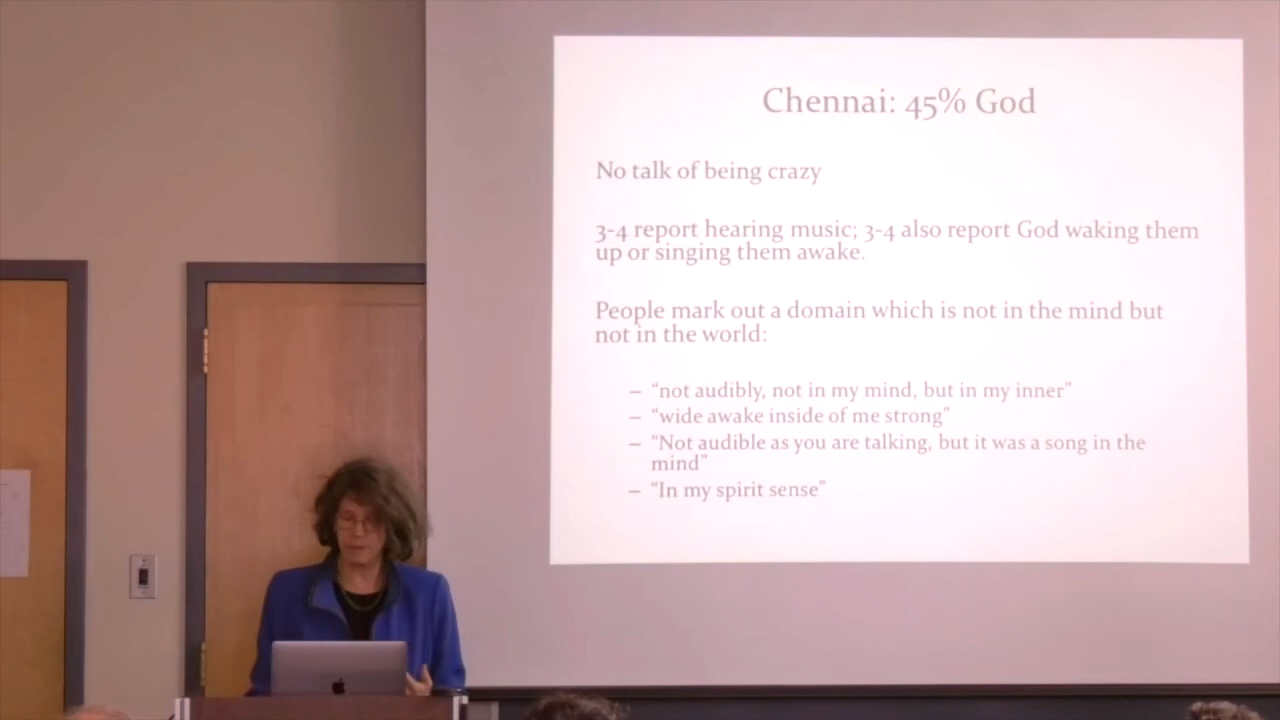 Chennai: 45% God
No talk of being crazy
3-4 report hearing music; 3-4 also report God waking them
up or singing them awake.
People mark out a domain which is not in the mind but
not in the world:
– “not audibly, not in my mind, but in my inner”
– “wide awake inside of me strong”
– “Not audible as you are talking, but it was a song in the
mind”
– “In my spirit sense”